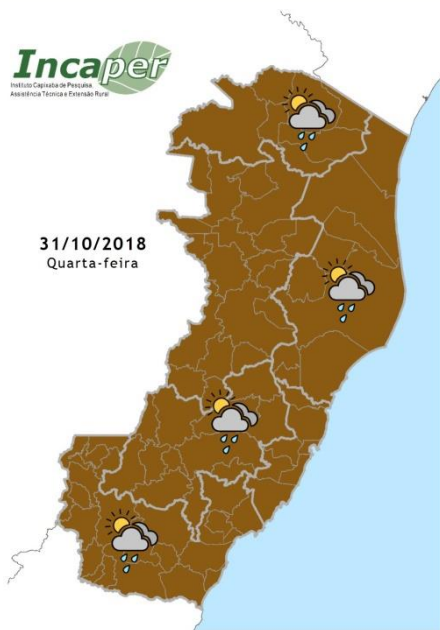 Incaper
Instituto Capixaba de Pesquisa,
Assistência Técnica e Extensão Rural
31/10/2018
Quarta-feira